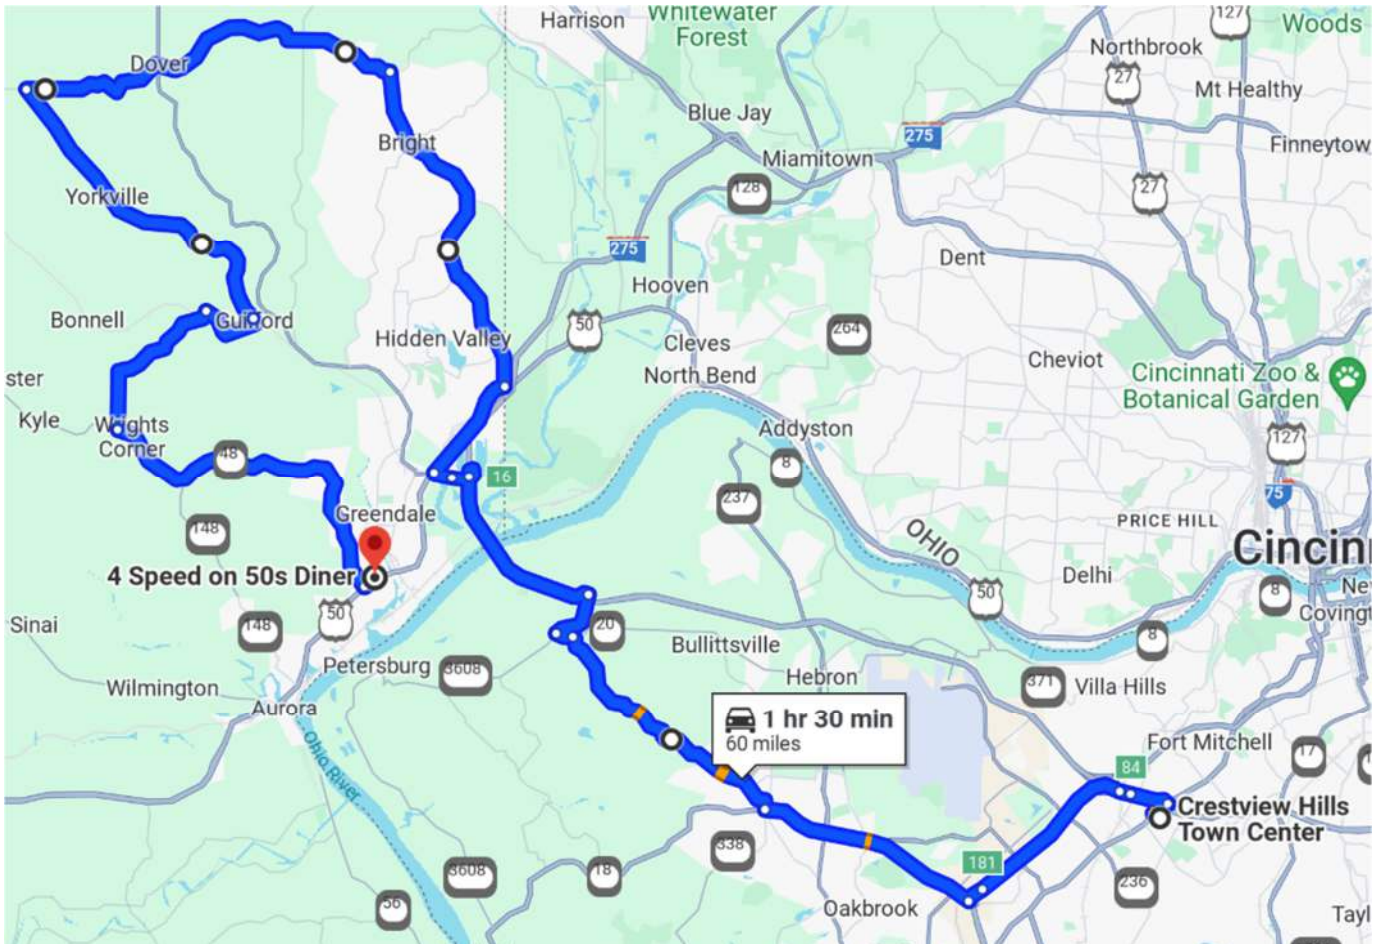 Harrison
Whitewater
Forest
127
Woods
Northbrook
27
Mt Healthy
Dover
Blue Jay
275
Finneytow
Bright
Miamitown
128
27
Yorkville
275
Dent
Hooven
Bonnell
Guilford
50
Hidden Valley
Cleves
264
North Bend
Cheviot
Cincinnati Zoo &
Botanical Garden
ster
Kyle
Wrights
Corner
Addyston
127
48
16
8
75
237
Greendale
148
PRICE HILL
OHIO
Cincin
4 Speed on 50s Diner
Delhi
50
8
Ne
Covingt
Sinai
148
50
20
8
Bullittsville
Petersburg
3608
Hebron
371
Villa Hills
Wilmington
Aurora
1 hr 30 min
60 miles
Ohio River
Fort Mitchell
17
84
Crestview Hills
Town Center
338
181
3608
18
236
56
Oakbrook
Tayl